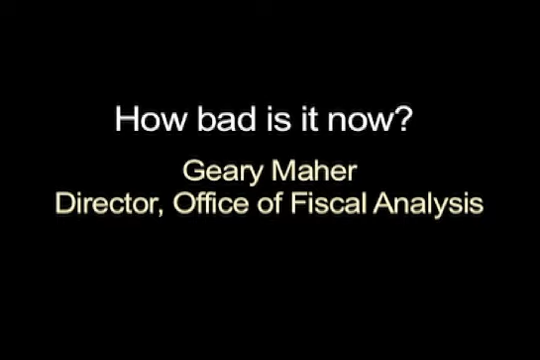 How bad is it now?
Geary Maher
Director, Office of Fiscal Analysis